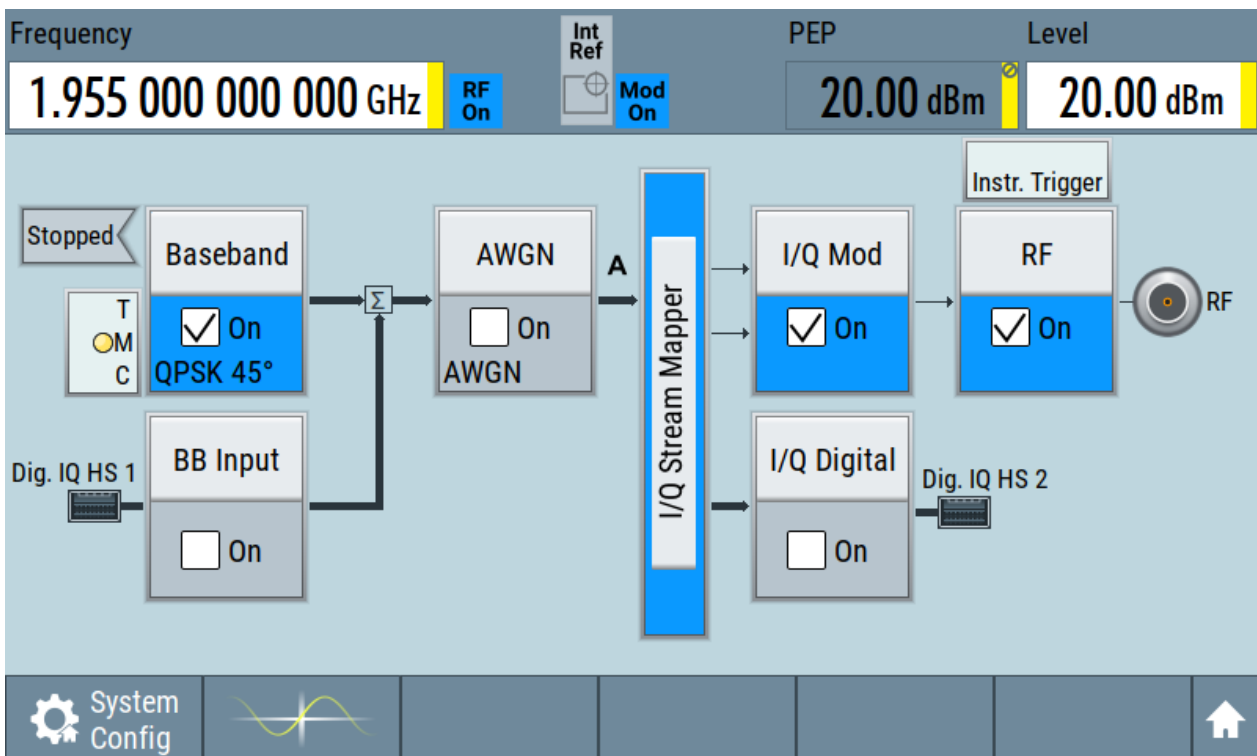 Frequency
Int
Ref
PEP
Level
1.955 000 000 000 GHz
RF
On
Mod
On
20.00 dBm
20.00 dBm
Instr. Trigger
Stopped
Baseband
AWGN
A
I/Q Mod
RF
T
M
C
On
QPSK 45°
Σ
On
AWGN
I/Q Stream Mapper
On
On
RF
Dig. IQ HS 1
BB Input
On
I/Q Digital
On
Dig. IQ HS 2
System
Config